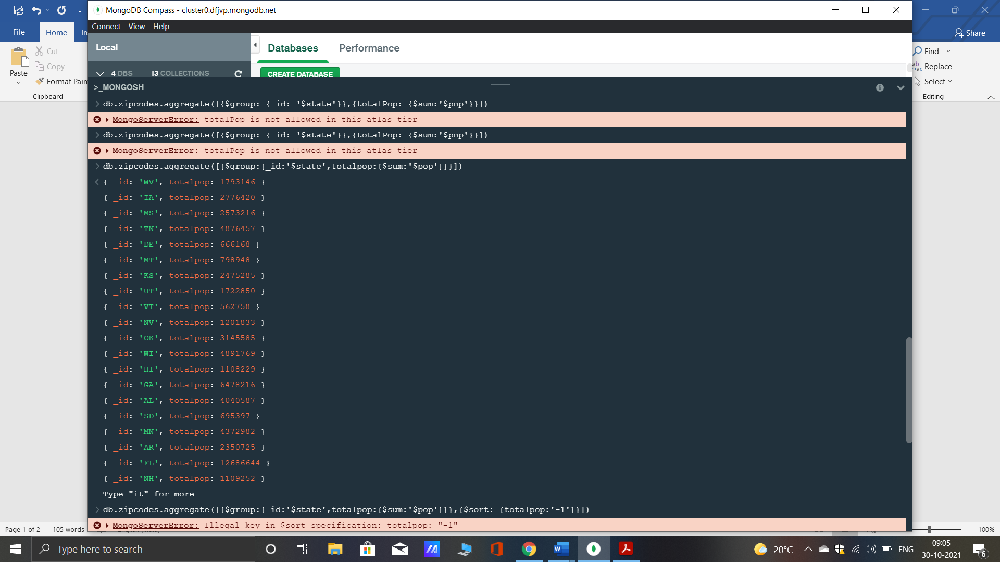 MongoDB Compass - cluster0.dfjvp.mongodb.net
Connect View Help
File Home In
Share
Local
Databases Performance
Cut
Copy
Format Pain
Paste
Clipboard
4 DBS 13 COLLECTIONS
CREATE DATABASE
Find
Replace
Select
Editing
>_MONGOSH
db.zipcodes.aggregate([{$group: {_id: '$state'}},{totalPop: {$sum:'$pop'}}])
MongoServerError: totalPop is not allowed in this atlas tier
db.zipcodes.aggregate([{$group: {_id: '$state'}},{totalPop: {$sum:'$pop'}}])
MongoServerError: totalPop is not allowed in this atlas tier
db.zipcodes.aggregate([{$group:{_id:'$state',totalpop:{$sum:'$pop'}}}])
{ _id: 'WV', totalpop: 1793146 }
{ _id: 'IA', totalpop: 2776420 }
{ _id: 'MS', totalpop: 2573216 }
{ _id: 'TN', totalpop: 4876457 }
{ _id: 'DE', totalpop: 666168 }
{ _id: 'MT', totalpop: 798948 }
{ _id: 'KS', totalpop: 2475285 }
{ _id: 'UT', totalpop: 1722850 }
{ _id: 'VT', totalpop: 562758 }
{ _id: 'NV', totalpop: 1201833 }
{ _id: 'OK', totalpop: 3145585 }
{ _id: 'WI', totalpop: 4891769 }
{ _id: 'HI', totalpop: 1108229 }
{ _id: 'GA', totalpop: 6478216 }
{ _id: 'AL', totalpop: 4040587 }
{ _id: 'SD', totalpop: 695397 }
{ _id: 'MN', totalpop: 4372982 }
{ _id: 'AR', totalpop: 2350725 }
{ _id: 'FL', totalpop: 12686644 }
{ _id: 'NH', totalpop: 1109252 }
Type "it" for more
db.zipcodes.aggregate([{$group:{_id:'$state',totalpop:{$sum:'$pop'}}},{$sort: {totalpop:'-1'}}])
MongoServerError: Illegal key in $sort specification: totalpop: "-1"
Page 1 of 2 105 words
100%
Type here to search
20°C
ENG
09:05
30-10-2021
6